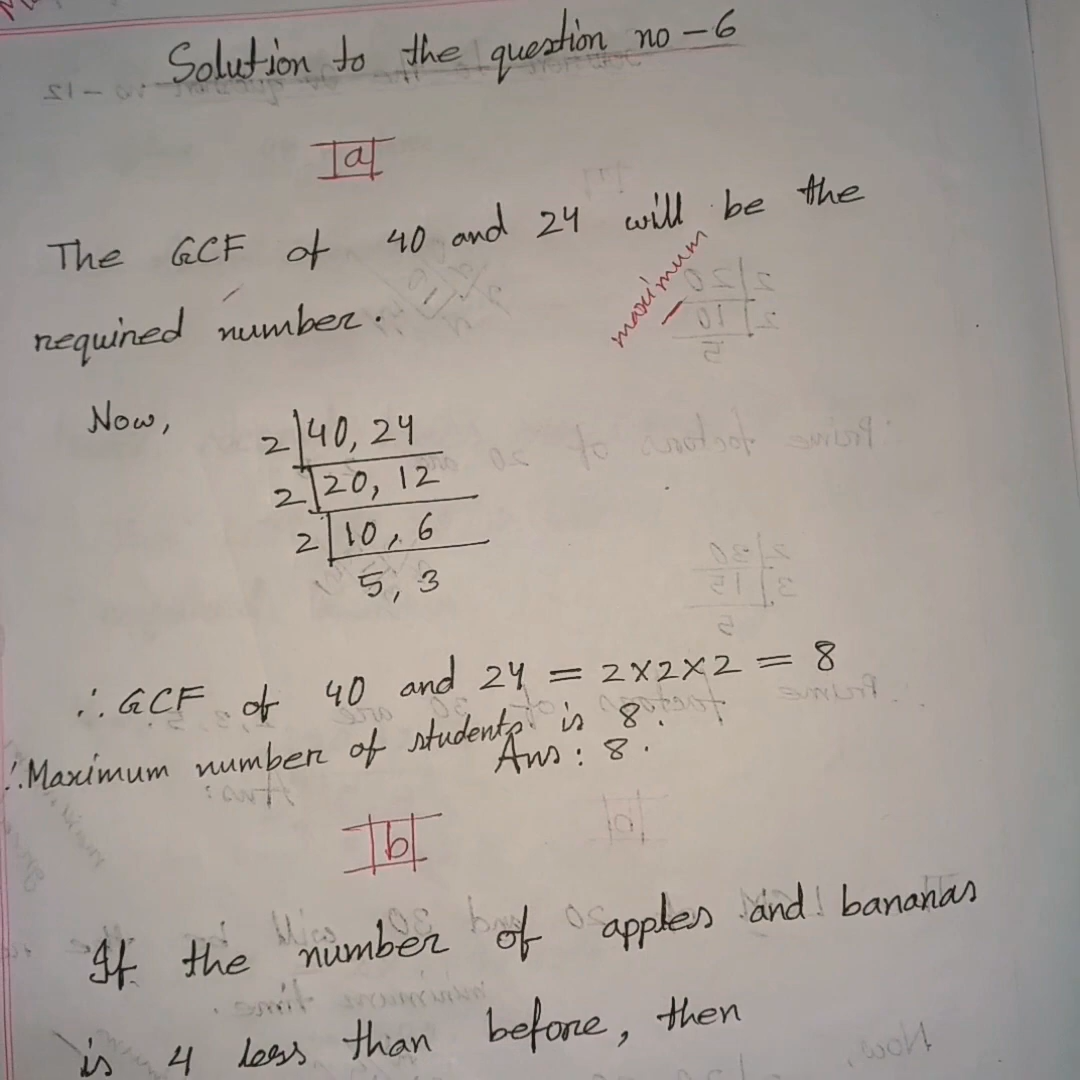 Solution to the question no - 6
a
The GCF of 40 and 24 will be the
maximum
required number.
Now,
2 40, 24
2 20, 12
2 10, 6
5, 3
∴ GCF of 40 and 24 = 2×2×2 = 8
∴ Maximum number of students is 8.
Ans: 8.
b
If the number of apples and bananas
is 4 less than before, then